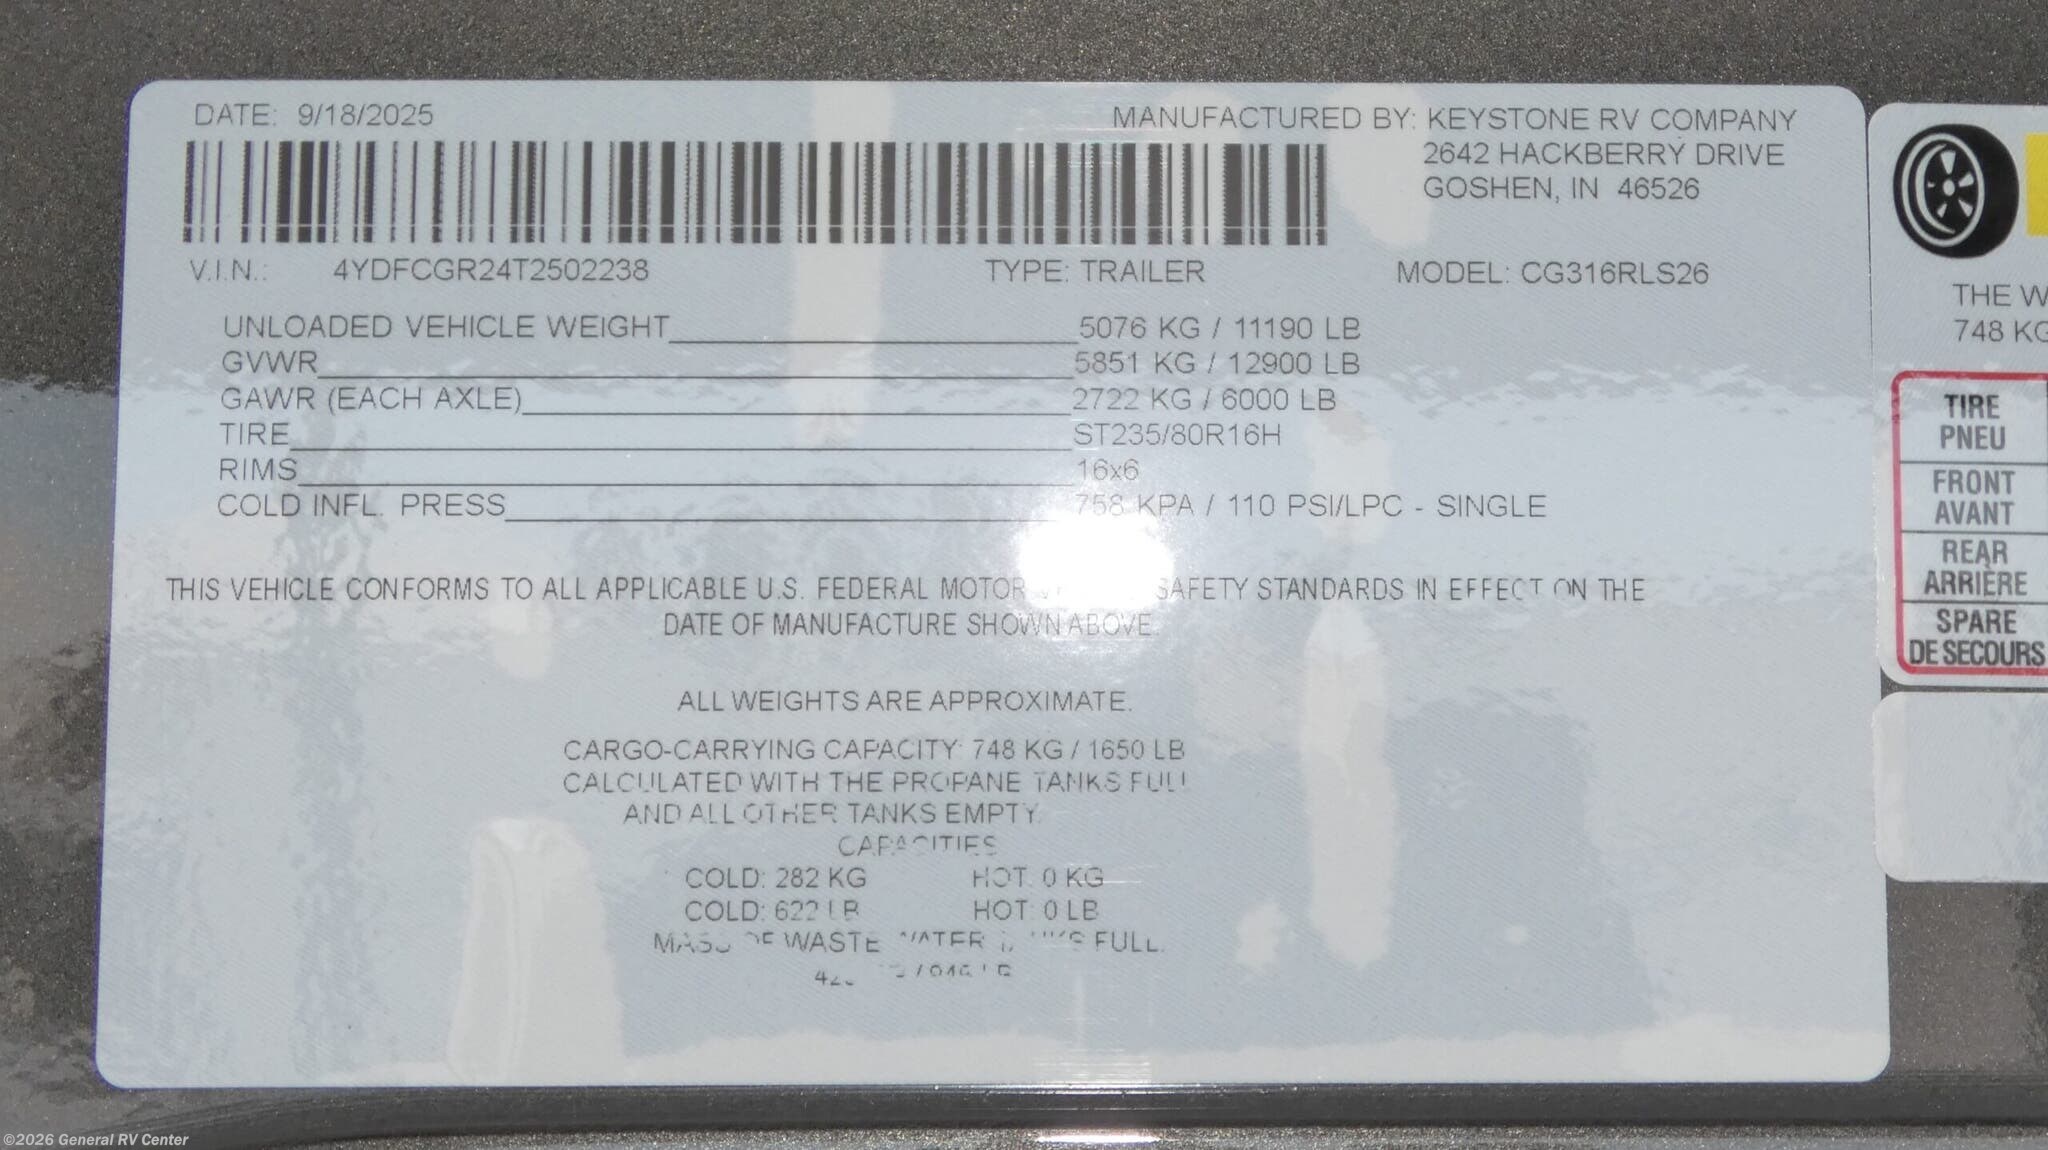 DATE: 9/18/2025
MANUFACTURED BY: KEYSTONE RV COMPANY
2642 HACKBERRY DRIVE
GOSHEN, IN 46526
V.I.N.: 4YDFCGR24T2502238 TYPE: TRAILER MODEL: CG316RLS26
UNLOADED VEHICLE WEIGHT 5076 KG / 11190 LB
GVWR 5851 KG / 12900 LB
GAWR (EACH AXLE) 2722 KG / 6000 LB
TIRE ST235/80R16H
RIMS 16x6
COLD INFL. PRESS 758 KPA / 110 PSI/LPC - SINGLE
THIS VEHICLE CONFORMS TO ALL APPLICABLE U.S. FEDERAL MOTOR SAFETY STANDARDS IN EFFECT ON THE
DATE OF MANUFACTURE SHOWN ABOVE.
ALL WEIGHTS ARE APPROXIMATE.
CARGO-CARRYING CAPACITY: 748 KG / 1650 LB
CALCULATED WITH THE PROPANE TANKS FULL
AND ALL OTHER TANKS EMPTY.
CAPACITIES
COLD: 282 KG HOT: 0 KG
COLD: 622 LB HOT: 0 LB
MASS OF WASTE WATER TANKS FULL.
THE
748 KG
TIRE
PNEU
FRONT
AVANT
REAR
ARRIÈRE
SPARE
DE SECOURS
©2026 General RV Center